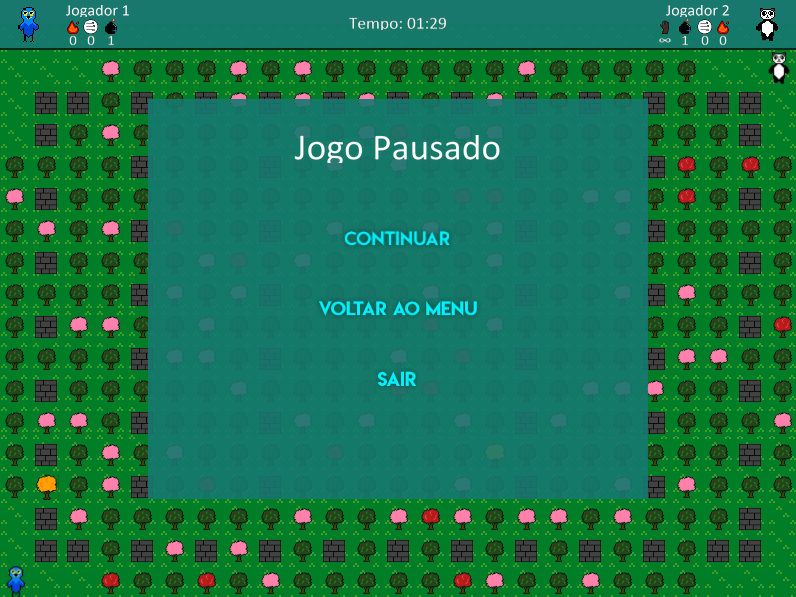 Jogador 1
0 0 1
Tempo: 01:29
Jogador 2
∞ 1 0 0
Jogo Pausado
CONTINUAR
VOLTAR AO MENU
SAIR